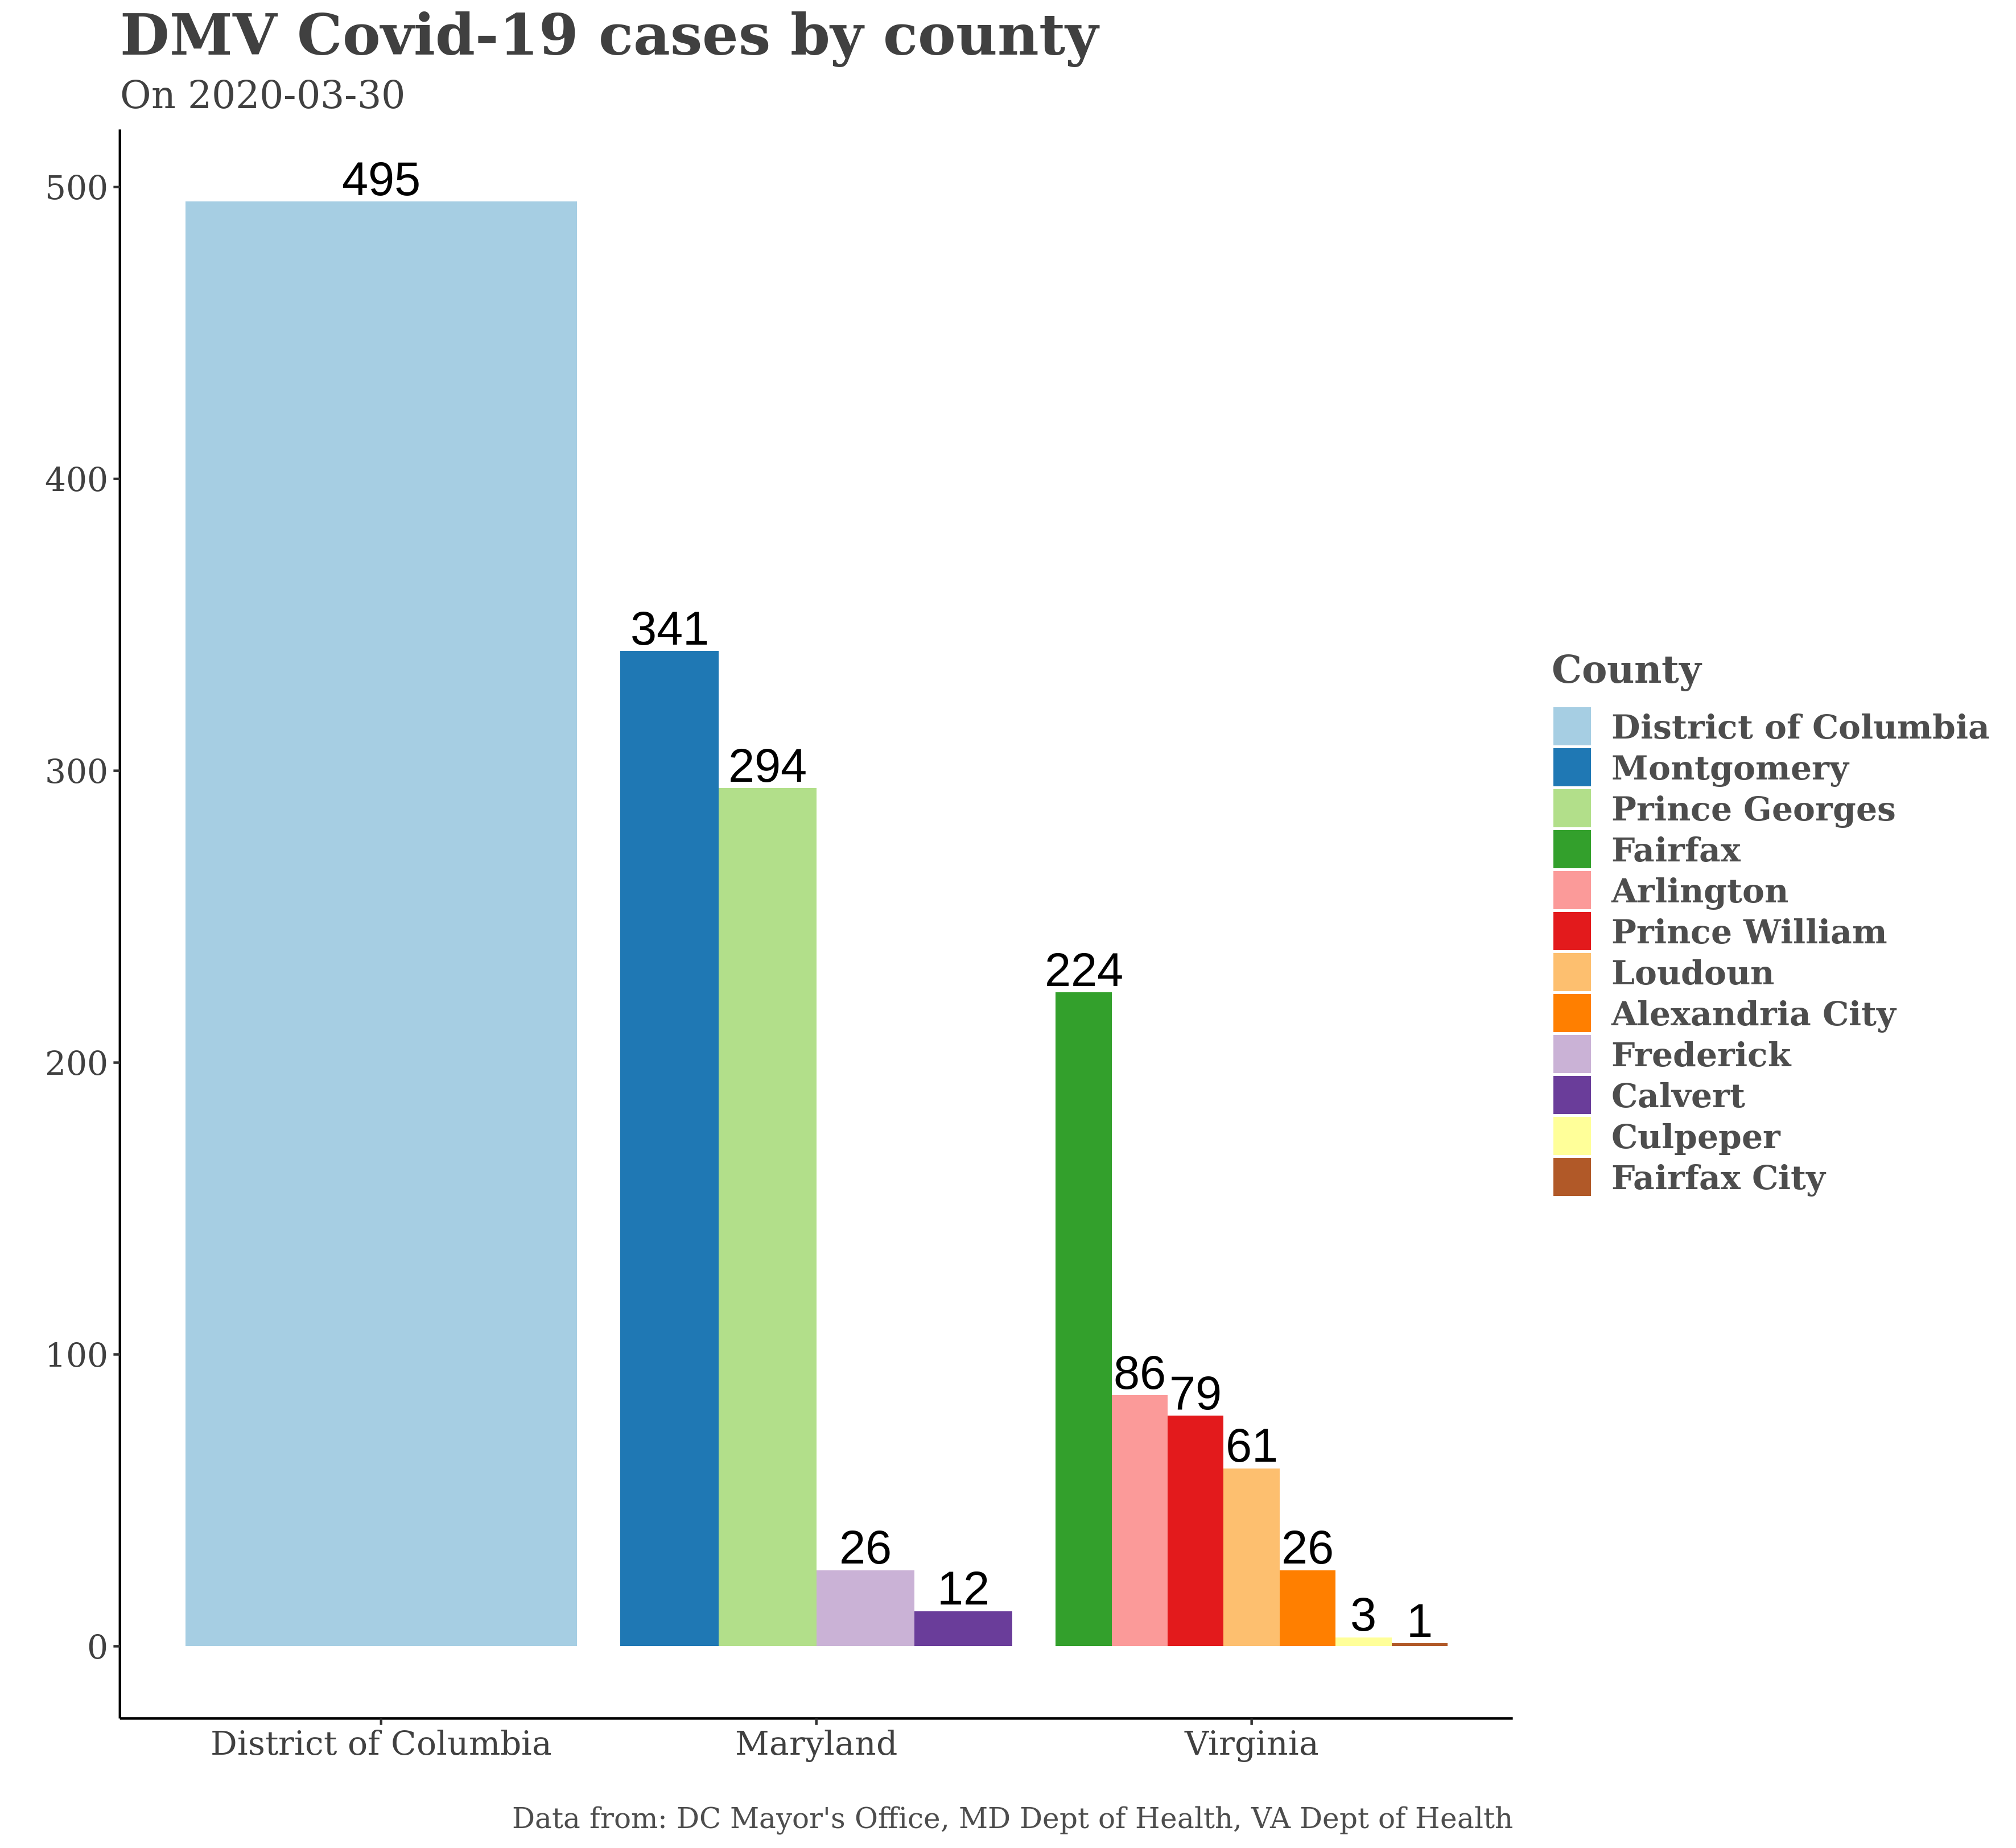 DMV Covid-19 cases by county
On 2020-03-30
500
400
300
200
100
0
495
341
294
26
12
224
86
79
61
26
3
1
District of Columbia
Maryland
Virginia
County
District of Columbia
Montgomery
Prince Georges
Fairfax
Arlington
Prince William
Loudoun
Alexandria City
Frederick
Calvert
Culpeper
Fairfax City
Data from: DC Mayor's Office, MD Dept of Health, VA Dept of Health